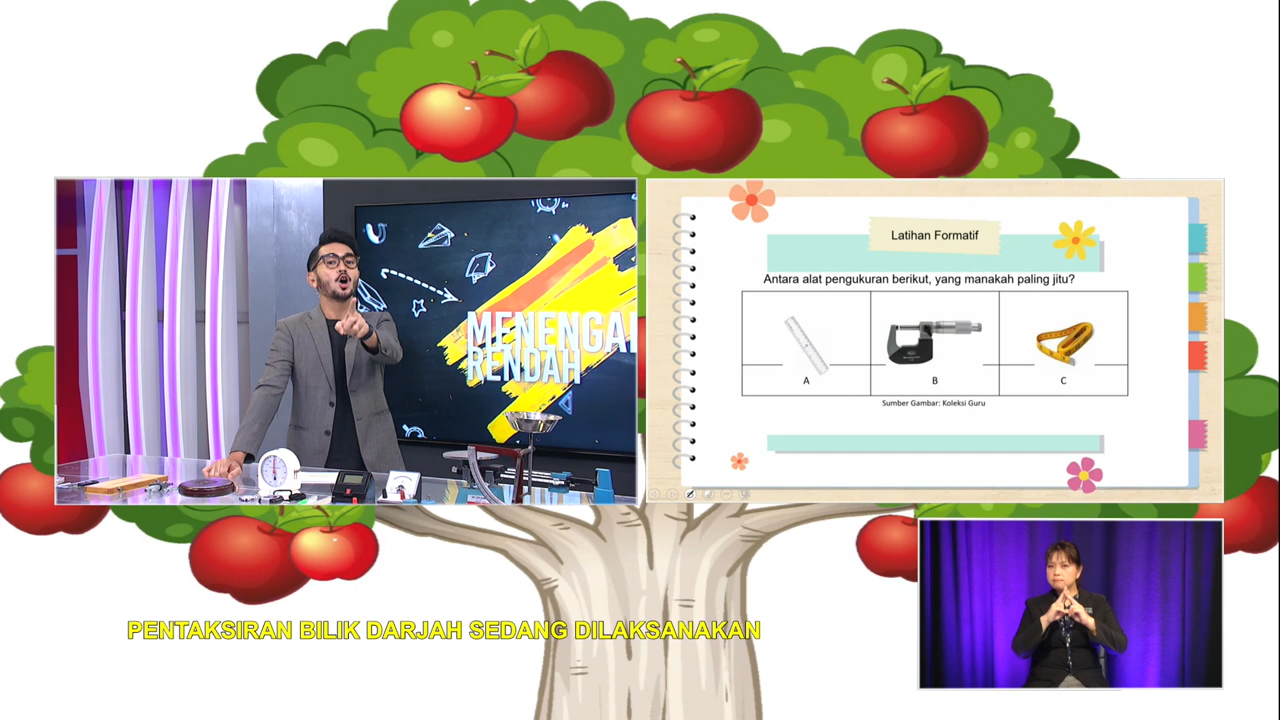 MENENGA
RENDAH
Latihan Formatif
Antara alat pengukuran berikut, yang manakah paling jitu?
A
B
C
Sumber Gambar: Koleksi Guru
PENTAKSIRAN BILIK DARJAH SEDANG DILAKSANAKAN